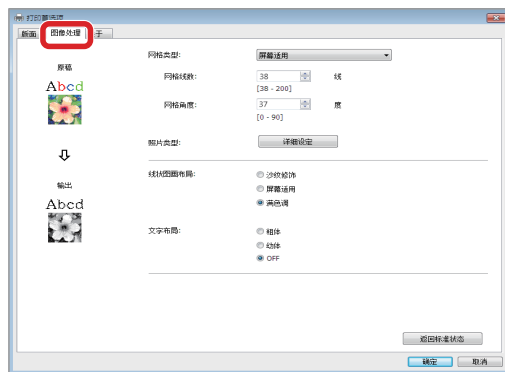 打印首选项
版面
图像处理
于
原稿
Abcd
输出
Abcd
网格类型:
屏幕适用
网格线数:
38
线
[38 - 200]
网格角度:
37
度
[0 - 90]
照片类型:
详细设定
线状图画布局:
沙纹修饰
屏幕适用
满色调
文字布局:
粗体
幼体
OFF
返回标准状态
确定
取消